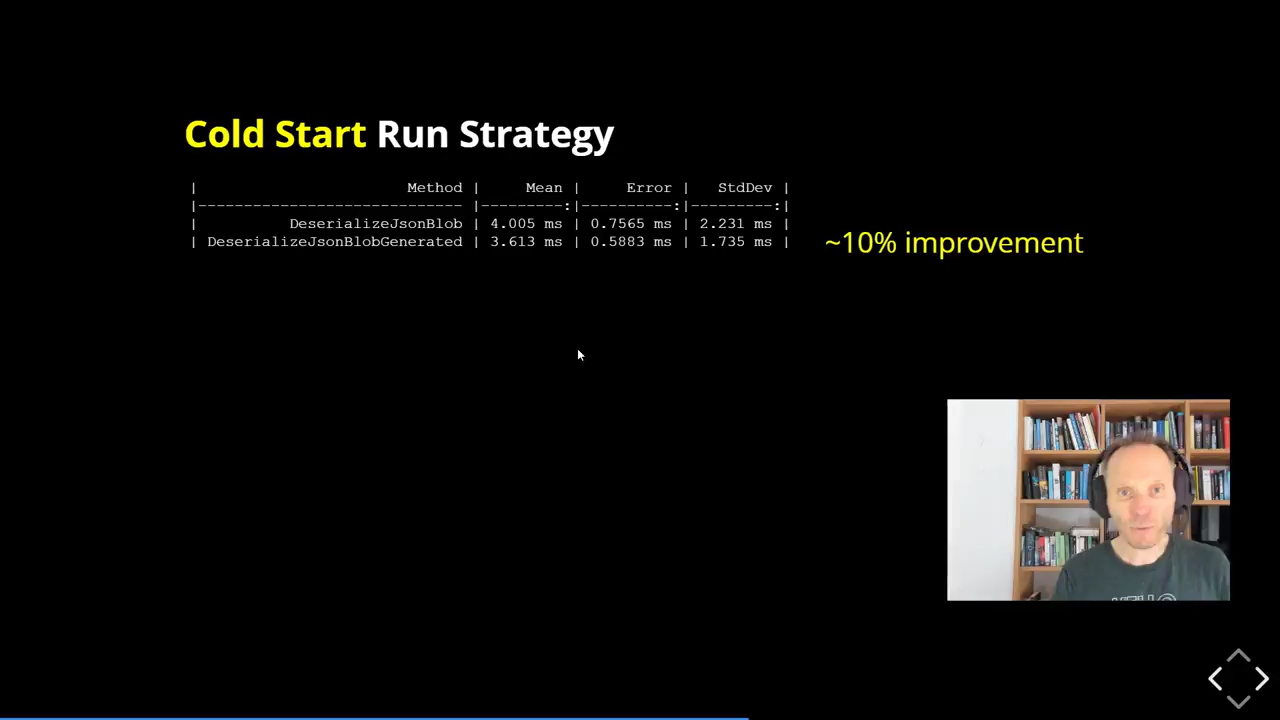 Cold Start Run Strategy
| Method | Mean | Error | StdDev |
|----------------------------- |---------:|----------:|---------:|
| DeserializeJsonBlob | 4.005 ms | 0.7565 ms | 2.231 ms |
| DeserializeJsonBlobGenerated | 3.613 ms | 0.5883 ms | 1.735 ms |
~10% improvement